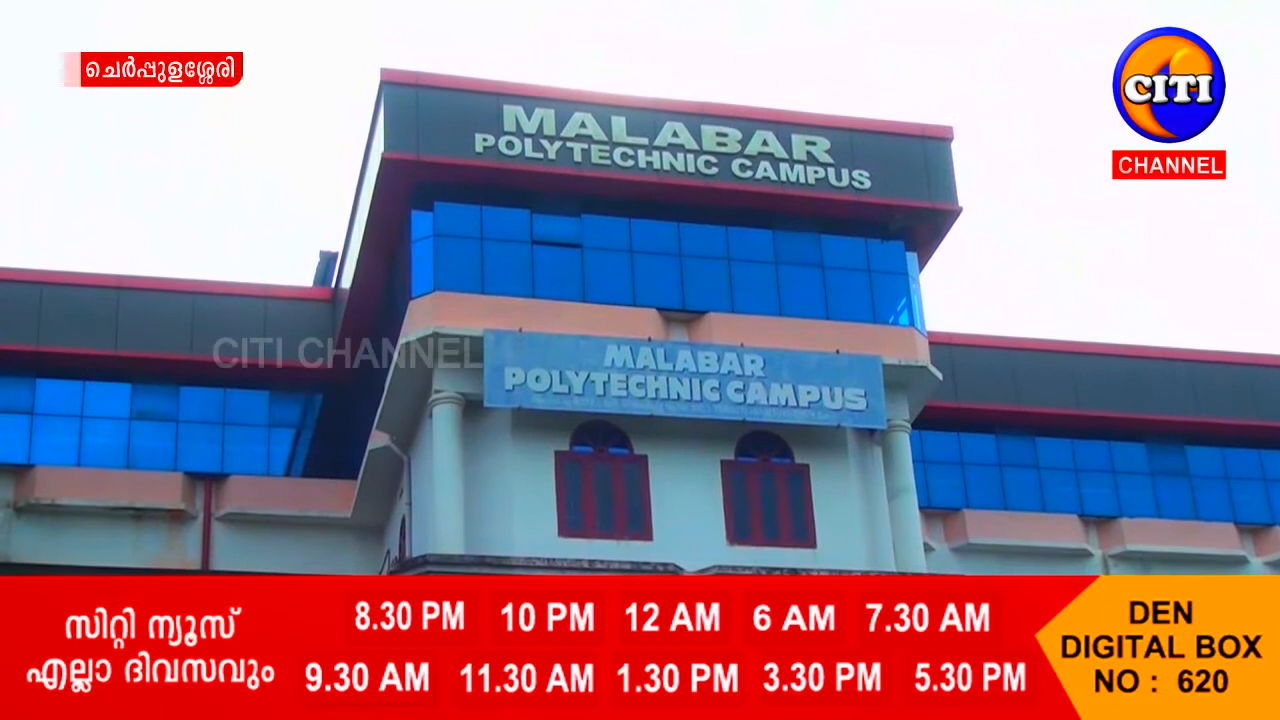 ചെർപ്പുളശ്ശേരി
CITI
CHANNEL
MALABAR
POLYTECHNIC CAMPUS
CITI CHANNEL
MALABAR
POLYTECHNIC CAMPUS
സിറ്റി ന്യൂസ്
എല്ലാ ദിവസവും
8.30 PM 10 PM 12 AM 6 AM 7.30 AM
9.30 AM 11.30 AM 1.30 PM 3.30 PM 5.30 PM
DEN
DIGITAL BOX
NO : 620